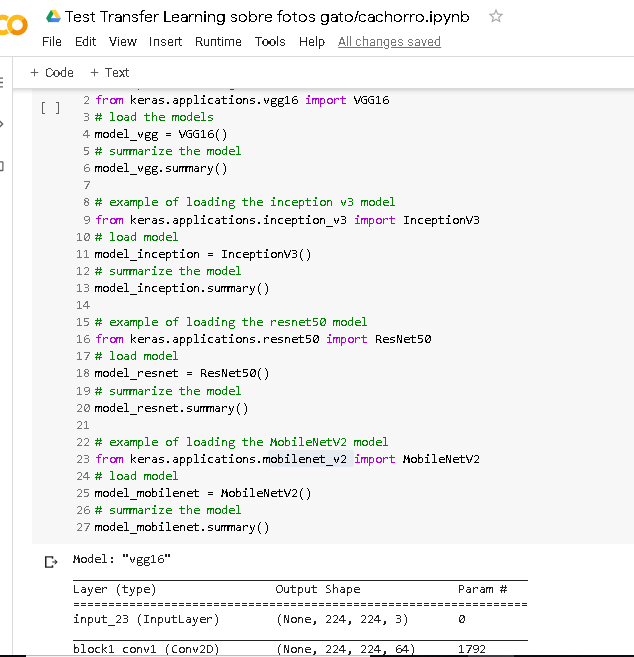 CO
Test Transfer Learning sobre fotos gato/cachorro.ipynb
File Edit View Insert Runtime Tools Help All changes saved
+ Code + Text
[ ]
2 from keras.applications.vgg16 import VGG16
3 # load the models
4 model_vgg = VGG16()
5 # summarize the model
6 model_vgg.summary()
7
8 # example of loading the inception v3 model
9 from keras.applications.inception_v3 import InceptionV3
10 # load model
11 model_inception = InceptionV3()
12 # summarize the model
13 model_inception.summary()
14
15 # example of loading the resnet50 model
16 from keras.applications.resnet50 import ResNet50
17 # load model
18 model_resnet = ResNet50()
19 # summarize the model
20 model_resnet.summary()
21
22 # example of loading the MobileNetV2 model
23 from keras.applications.mobilenet_v2 import MobileNetV2
24 # load model
25 model_mobilenet = MobileNetV2()
26 # summarize the model
27 model_mobilenet.summary()
Model: "vgg16"
Layer (type) Output Shape Param #
input_23 (InputLayer) (None, 224, 224, 3) 0
block1_conv1 (Conv2D) (None, 224, 224, 64) 1792